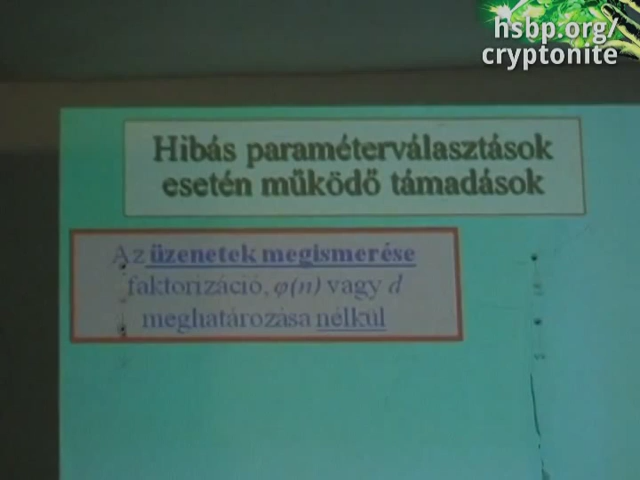 hsbp.org/
cryptonite
Hibás paraméterválasztások
esetén működő támadások
Az üzenetek megismerése
faktorizáció, φ(n) vagy d
meghatározása nélkül